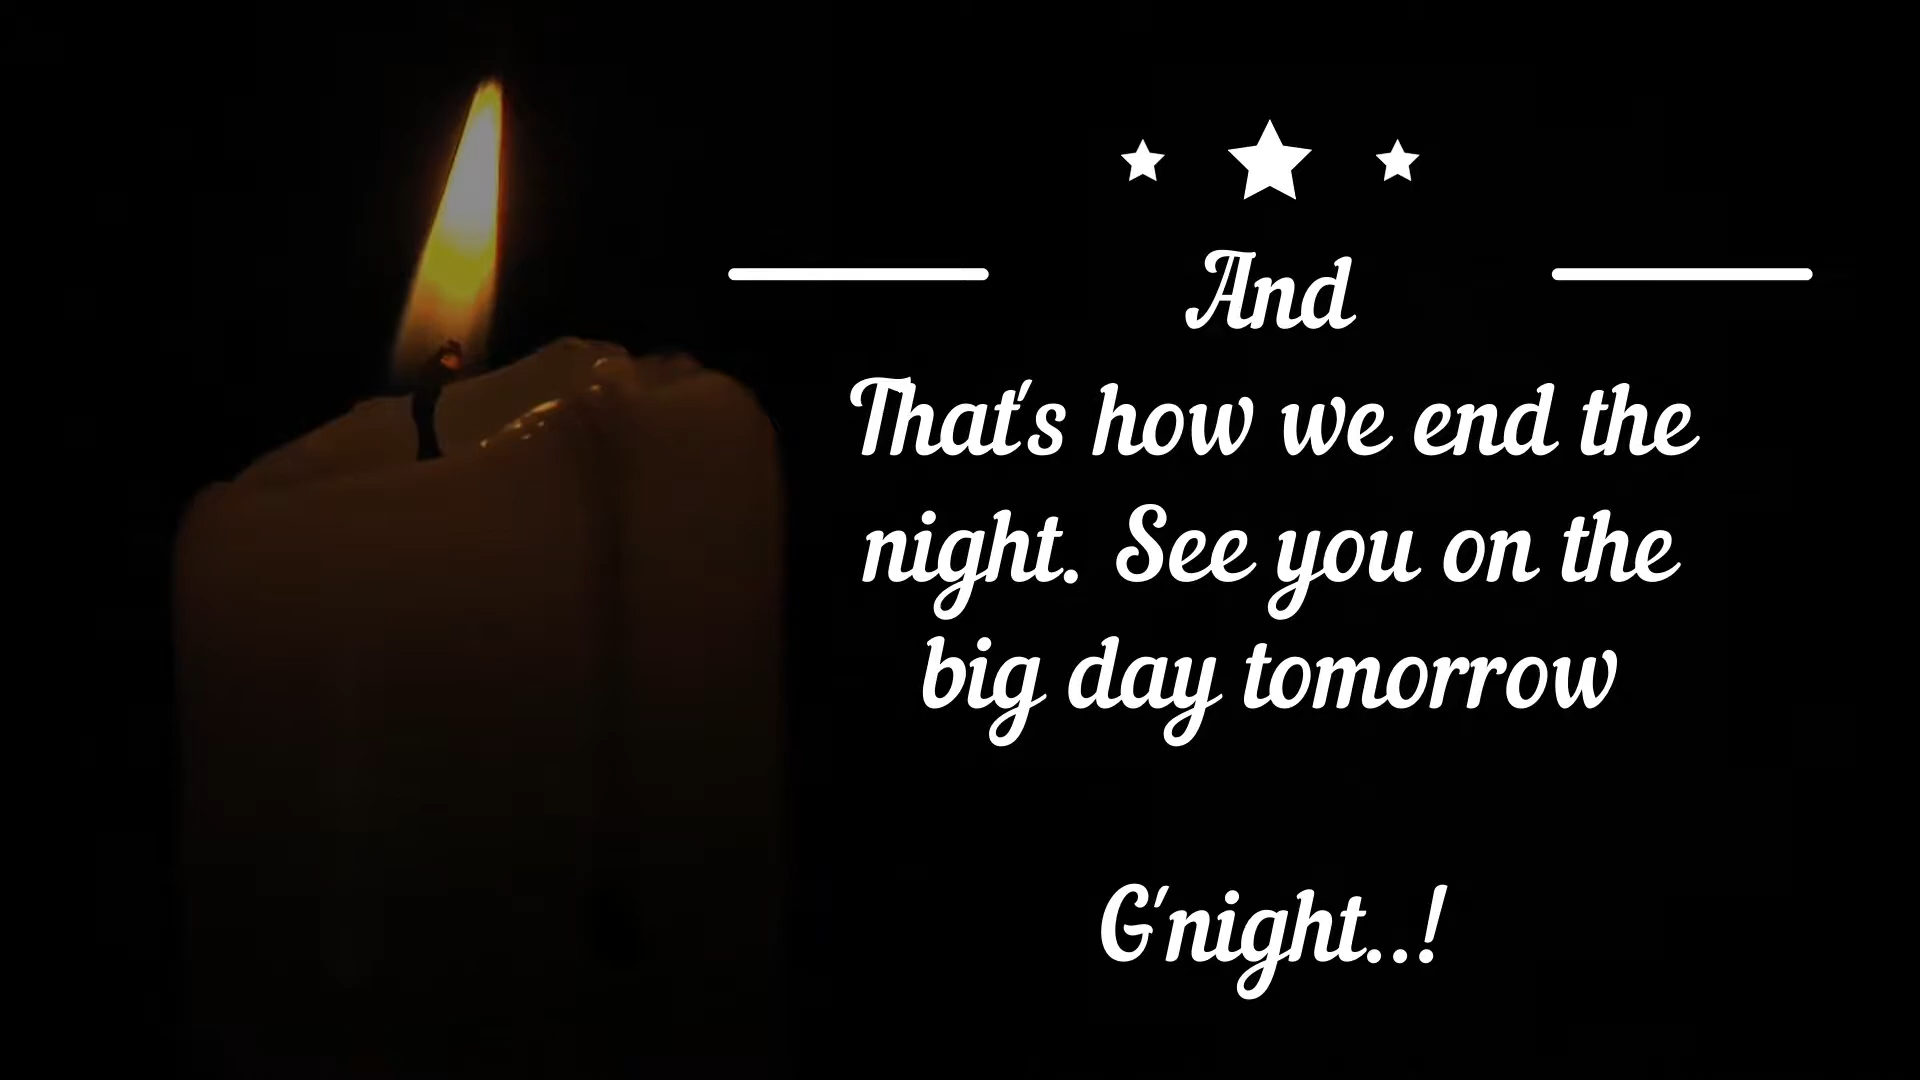 And
That's how we end the
night. See you on the
big day tomorrow
G'night..!